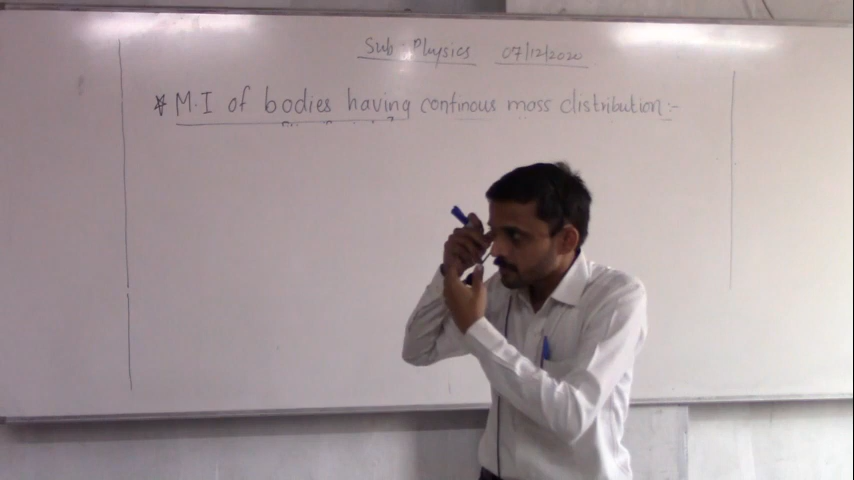 Sub - Physics 07/12/2020
* M.I of bodies having continous mass distribution :-